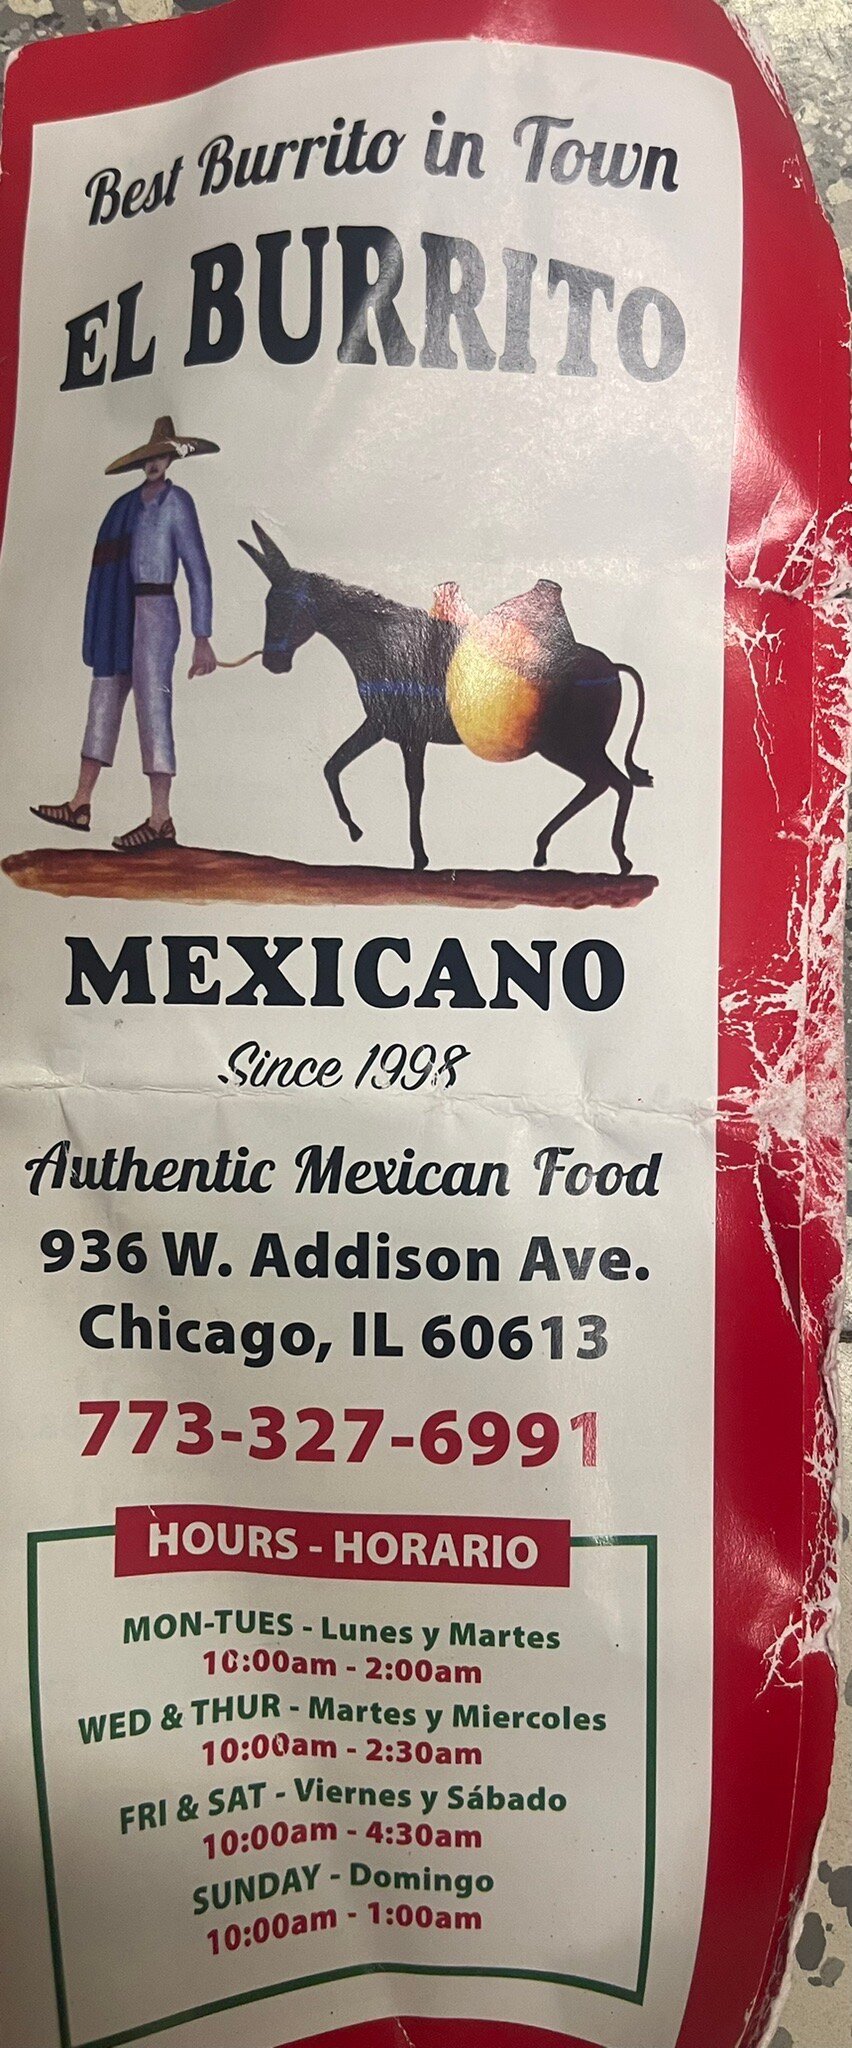 Best Burrito in Town
EL BURRITO
MEXICANO
Since 1998
Authentic Mexican Food
936 W. Addison Ave.
Chicago, IL 60613
773-327-6991
HOURS - HORARIO
MON-TUES - Lunes y Martes
10:00am - 2:00am
WED & THUR - Martes y Miercoles
10:00am - 2:30am
FRI & SAT - Viernes y Sábado
10:00am - 4:30am
SUNDAY - Domingo
10:00am - 1:00am